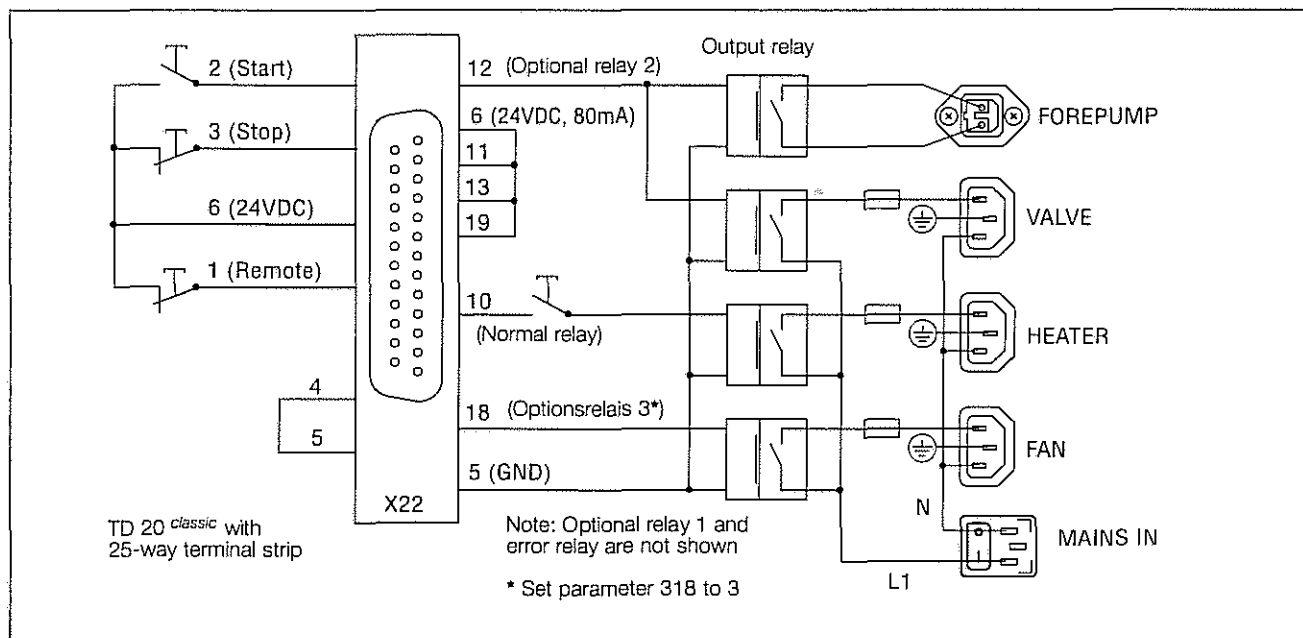 2 (Start)
3 (Stop)
6 (24VDC)
1 (Remote)
4
5
X22
TD 20 classic with
25-way terminal strip
12 (Optional relay 2)
6 (24VDC, 80mA)
11
13
19
10
(Normal relay)
18 (Optionsrelais 3*)
5 (GND)
Note: Optional relay 1 and
error relay are not shown
* Set parameter 318 to 3
Output relay
FOREPUMP
VALVE
HEATER
FAN
N
MAINS IN
L1